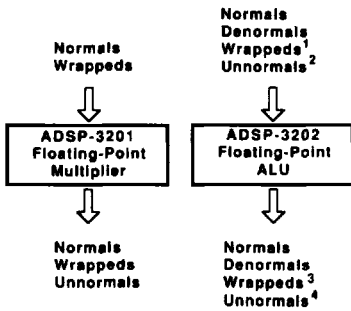 Normals
Wrappeds
ADSP-3201
Floating-Point
Multiplier
Normals
Wrappeds
Unnormals
Normals
Denormals
Wrappeds¹
Unnormals²
ADSP-3202
Floating-Point
ALU
Normals
Denormals
Wrappeds³
Unnormals⁴